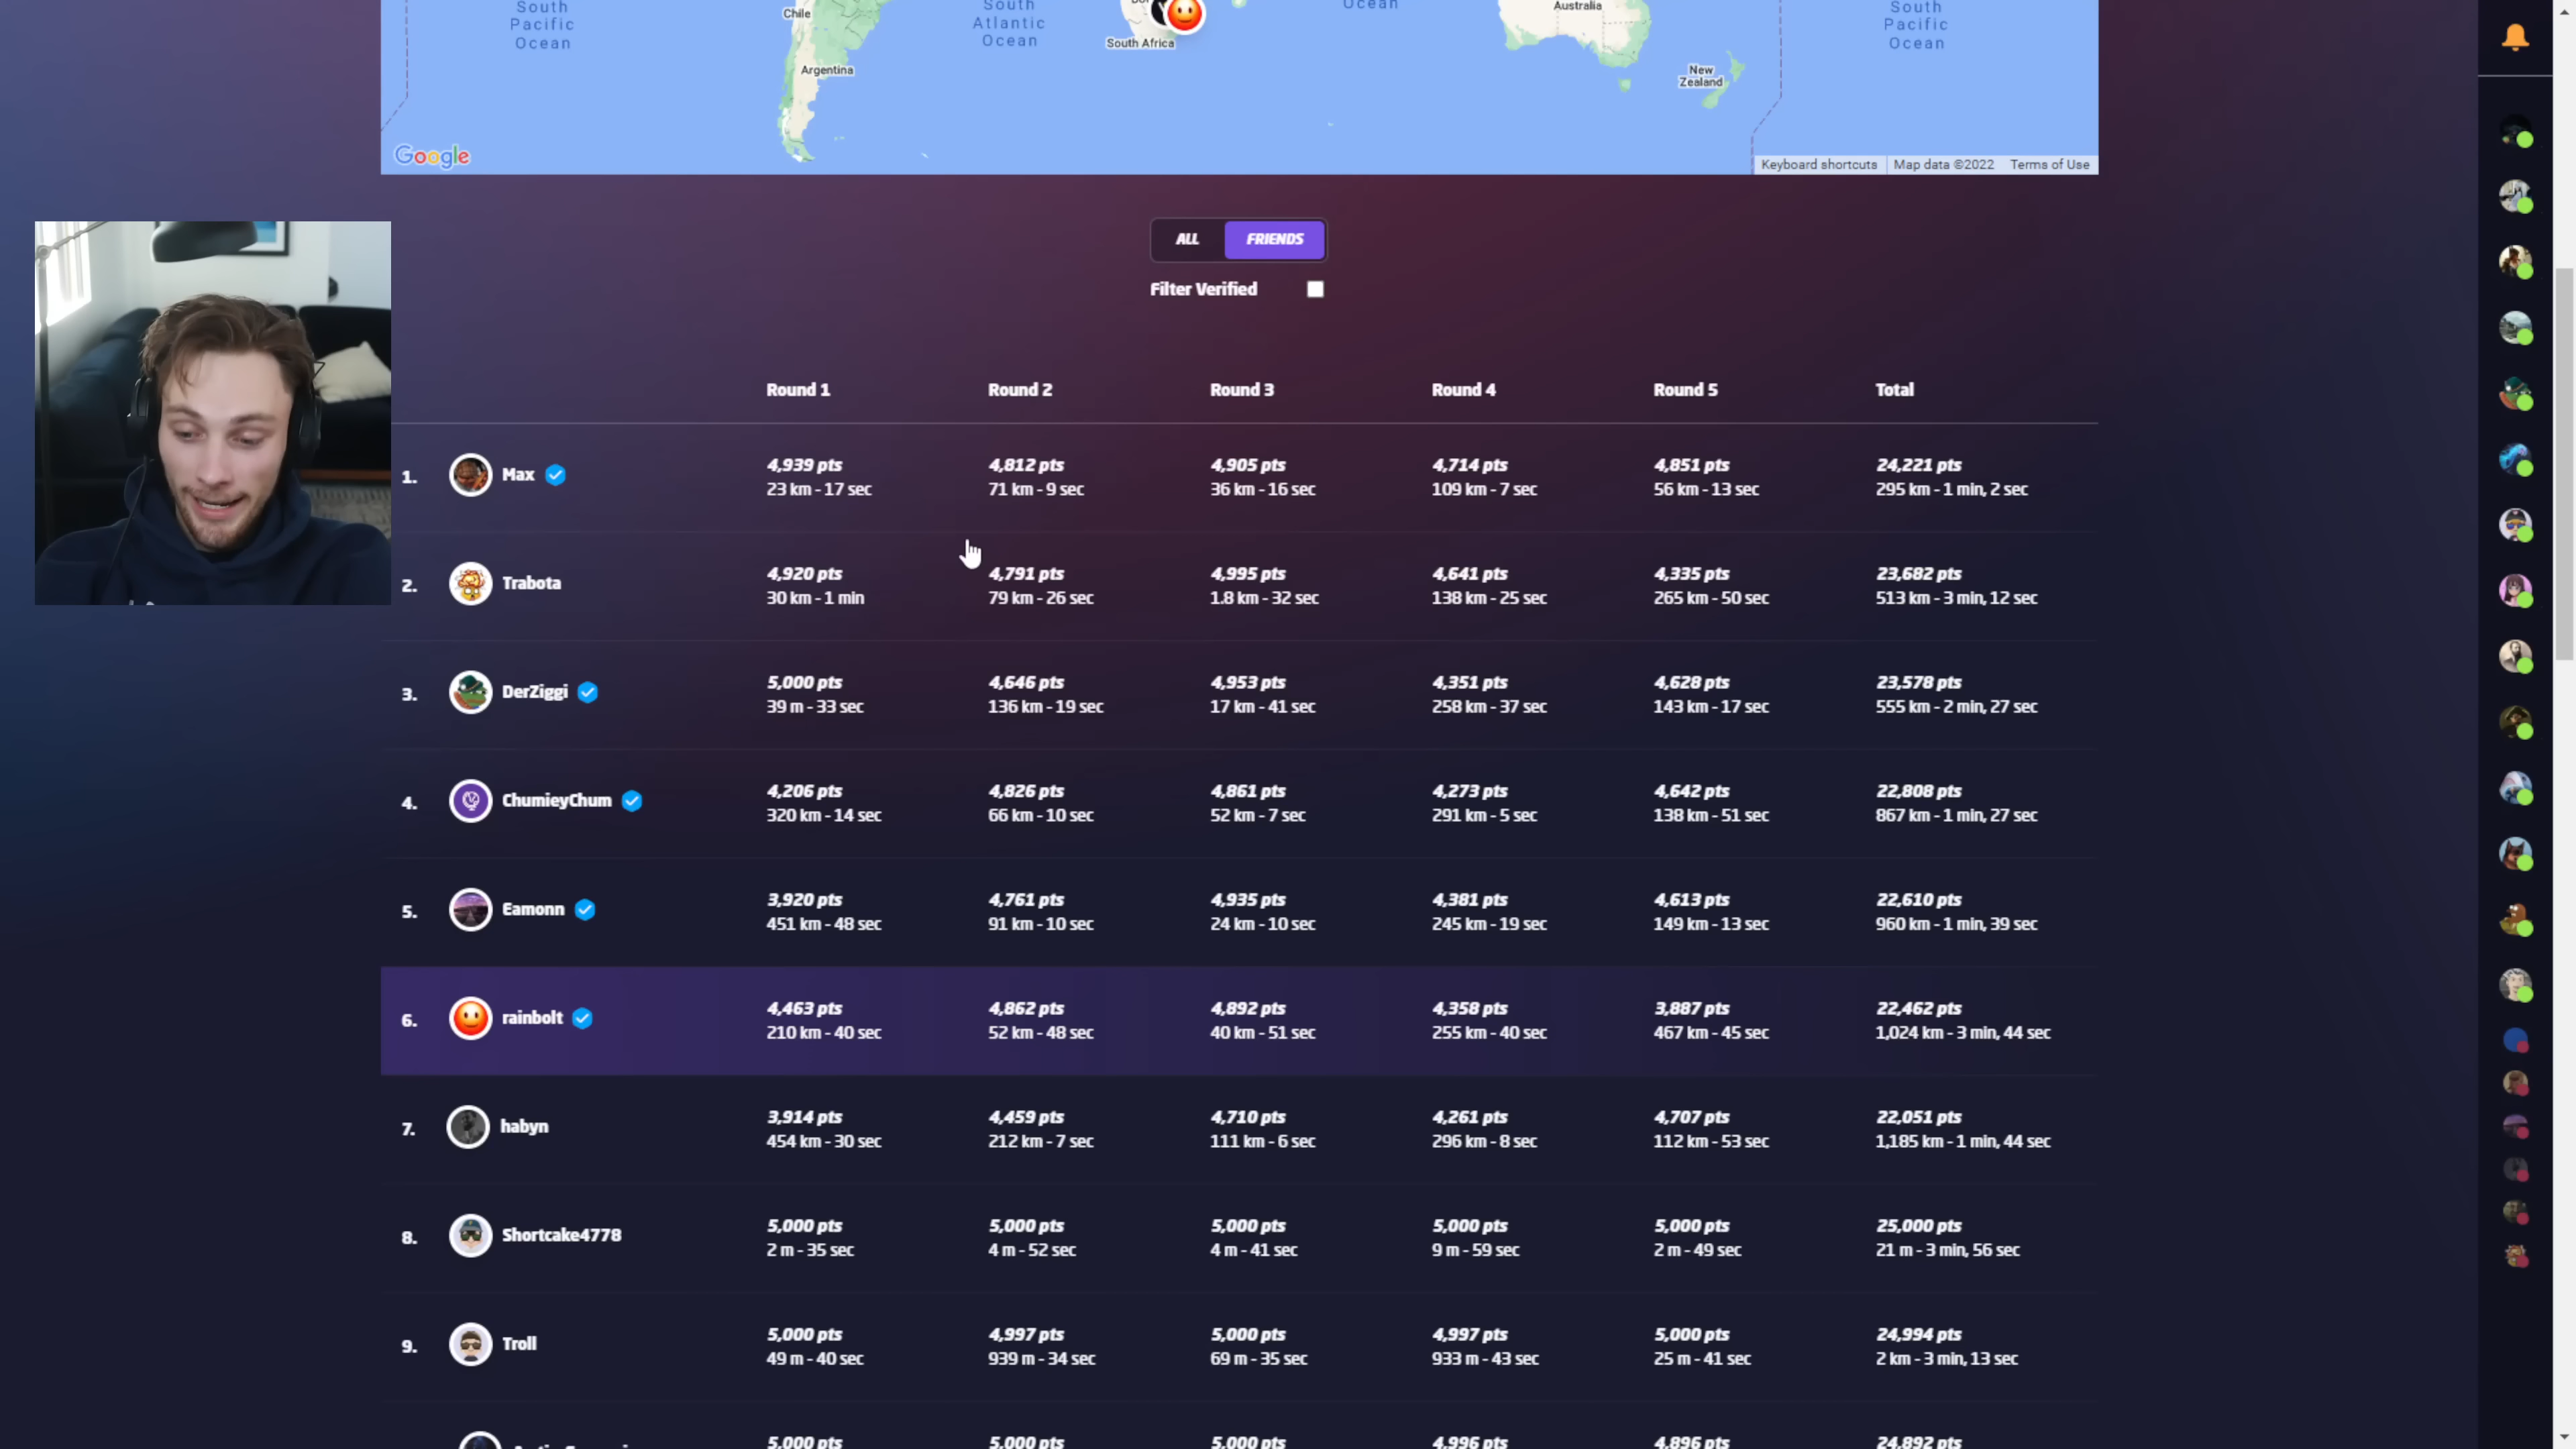 South
Pacific
Ocean
Chile
Argentina
South
Atlantic
Ocean
South Africa
Ocean
Australia
New
Zealand
South
Pacific
Ocean
Google
Keyboard shortcuts
Map data ©2022
Terms of Use
ALL
FRIENDS
Filter Verified
Round 1 Round 2 Round 3 Round 4 Round 5 Total
1. Max
4,939 pts 4,812 pts 4,905 pts 4,714 pts 4,851 pts 24,221 pts
23 km - 17 sec 71 km - 9 sec 36 km - 16 sec 109 km - 7 sec 56 km - 13 sec 295 km - 1 min, 2 sec
2. Trabota
4,920 pts 4,791 pts 4,995 pts 4,641 pts 4,335 pts 23,682 pts
30 km - 1 min 79 km - 26 sec 1.8 km - 32 sec 138 km - 25 sec 265 km - 50 sec 513 km - 3 min, 12 sec
3. DerZiggi
5,000 pts 4,646 pts 4,953 pts 4,351 pts 4,628 pts 23,578 pts
39 m - 33 sec 136 km - 19 sec 17 km - 41 sec 258 km - 37 sec 143 km - 17 sec 555 km - 2 min, 27 sec
4. ChumieyChum
4,206 pts 4,826 pts 4,861 pts 4,273 pts 4,642 pts 22,808 pts
320 km - 14 sec 66 km - 10 sec 52 km - 7 sec 291 km - 5 sec 138 km - 51 sec 867 km - 1 min, 27 sec
5. Eamonn
3,920 pts 4,761 pts 4,935 pts 4,381 pts 4,613 pts 22,610 pts
451 km - 48 sec 91 km - 10 sec 24 km - 10 sec 245 km - 19 sec 149 km - 13 sec 960 km - 1 min, 39 sec
6. rainbolt
4,463 pts 4,862 pts 4,892 pts 4,358 pts 3,887 pts 22,462 pts
210 km - 40 sec 52 km - 48 sec 40 km - 51 sec 255 km - 40 sec 467 km - 45 sec 1,024 km - 3 min, 44 sec
7. habyn
3,914 pts 4,459 pts 4,710 pts 4,261 pts 4,707 pts 22,051 pts
454 km - 30 sec 212 km - 7 sec 111 km - 6 sec 296 km - 8 sec 112 km - 53 sec 1,185 km - 1 min, 44 sec
8. Shortcake4778
5,000 pts 5,000 pts 5,000 pts 5,000 pts 5,000 pts 25,000 pts
2 m - 35 sec 4 m - 52 sec 4 m - 41 sec 9 m - 59 sec 2 m - 49 sec 21 m - 3 min, 56 sec
9. Troll
5,000 pts 4,997 pts 5,000 pts 4,997 pts 5,000 pts 24,994 pts
49 m - 40 sec 939 m - 34 sec 69 m - 35 sec 933 m - 43 sec 25 m - 41 sec 2 km - 3 min, 13 sec
5,000 pts 5,000 pts 5,000 pts 4,996 pts 4,896 pts 24,892 pts